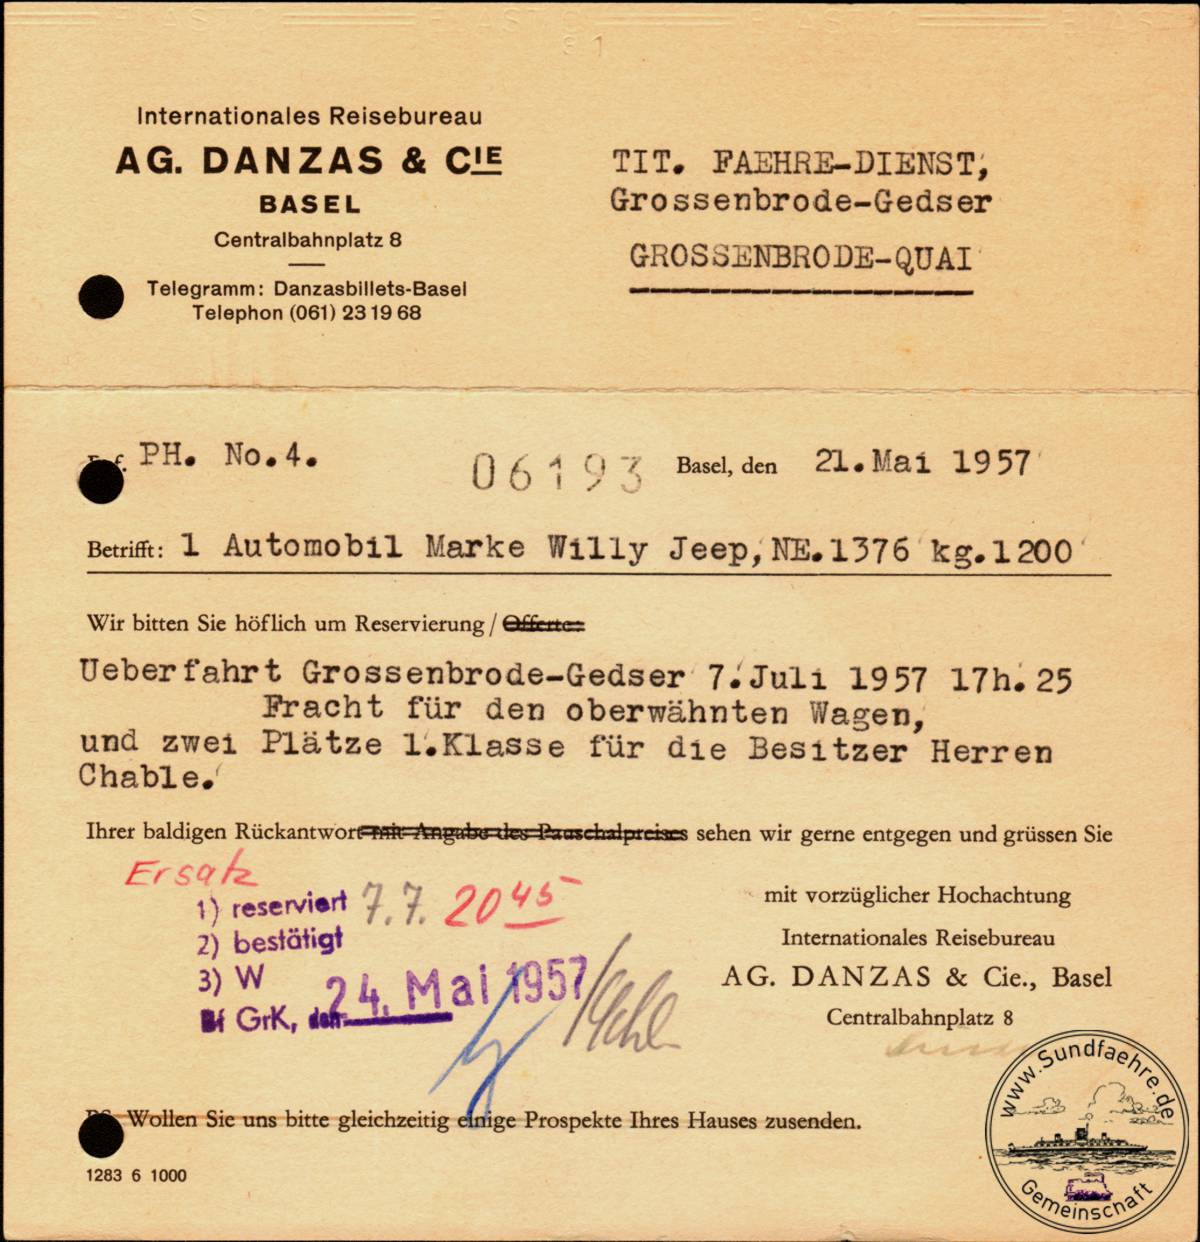 Internationales Reisebureau
AG. DANZAS & CIE
BASEL
Centralbahnplatz 8
Telegramm: Danzasbillets-Basel
Telephon (061) 23 19 68
TIT. FAEHRE-DIENST,
Grossenbrode-Gedser
GROSSENBRODE-QUAI
PH. No.4.
06193
Basel, den 21.Mai 1957
Betrifft: 1 Automobil Marke Willy Jeep, NE.1376 kg.1200
Wir bitten Sie höflich um Reservierung / Offerte:
Ueberfahrt Grossenbrode-Gedser 7.Juli 1957 17h.25
Fracht für den oberwähnten Wagen,
und zwei Plätze 1.Klasse für die Besitzer Herren
Chable.
Ihrer baldigen Rückantwort mit Angabe des Pauschalpreises sehen wir gerne entgegen und grüssen Sie
Ersatz
1) reserviert 7.7. 20 45
2) bestätigt
3) W
Bf GrK, den 24. Mai 1957
mit vorzüglicher Hochachtung
Internationales Reisebureau
AG. DANZAS & Cie., Basel
Centralbahnplatz 8
PS. Wollen Sie uns bitte gleichzeitig einige Prospekte Ihres Hauses zusenden.
1283 6 1000
www.Sundfaehre.de
Gemeinschaft